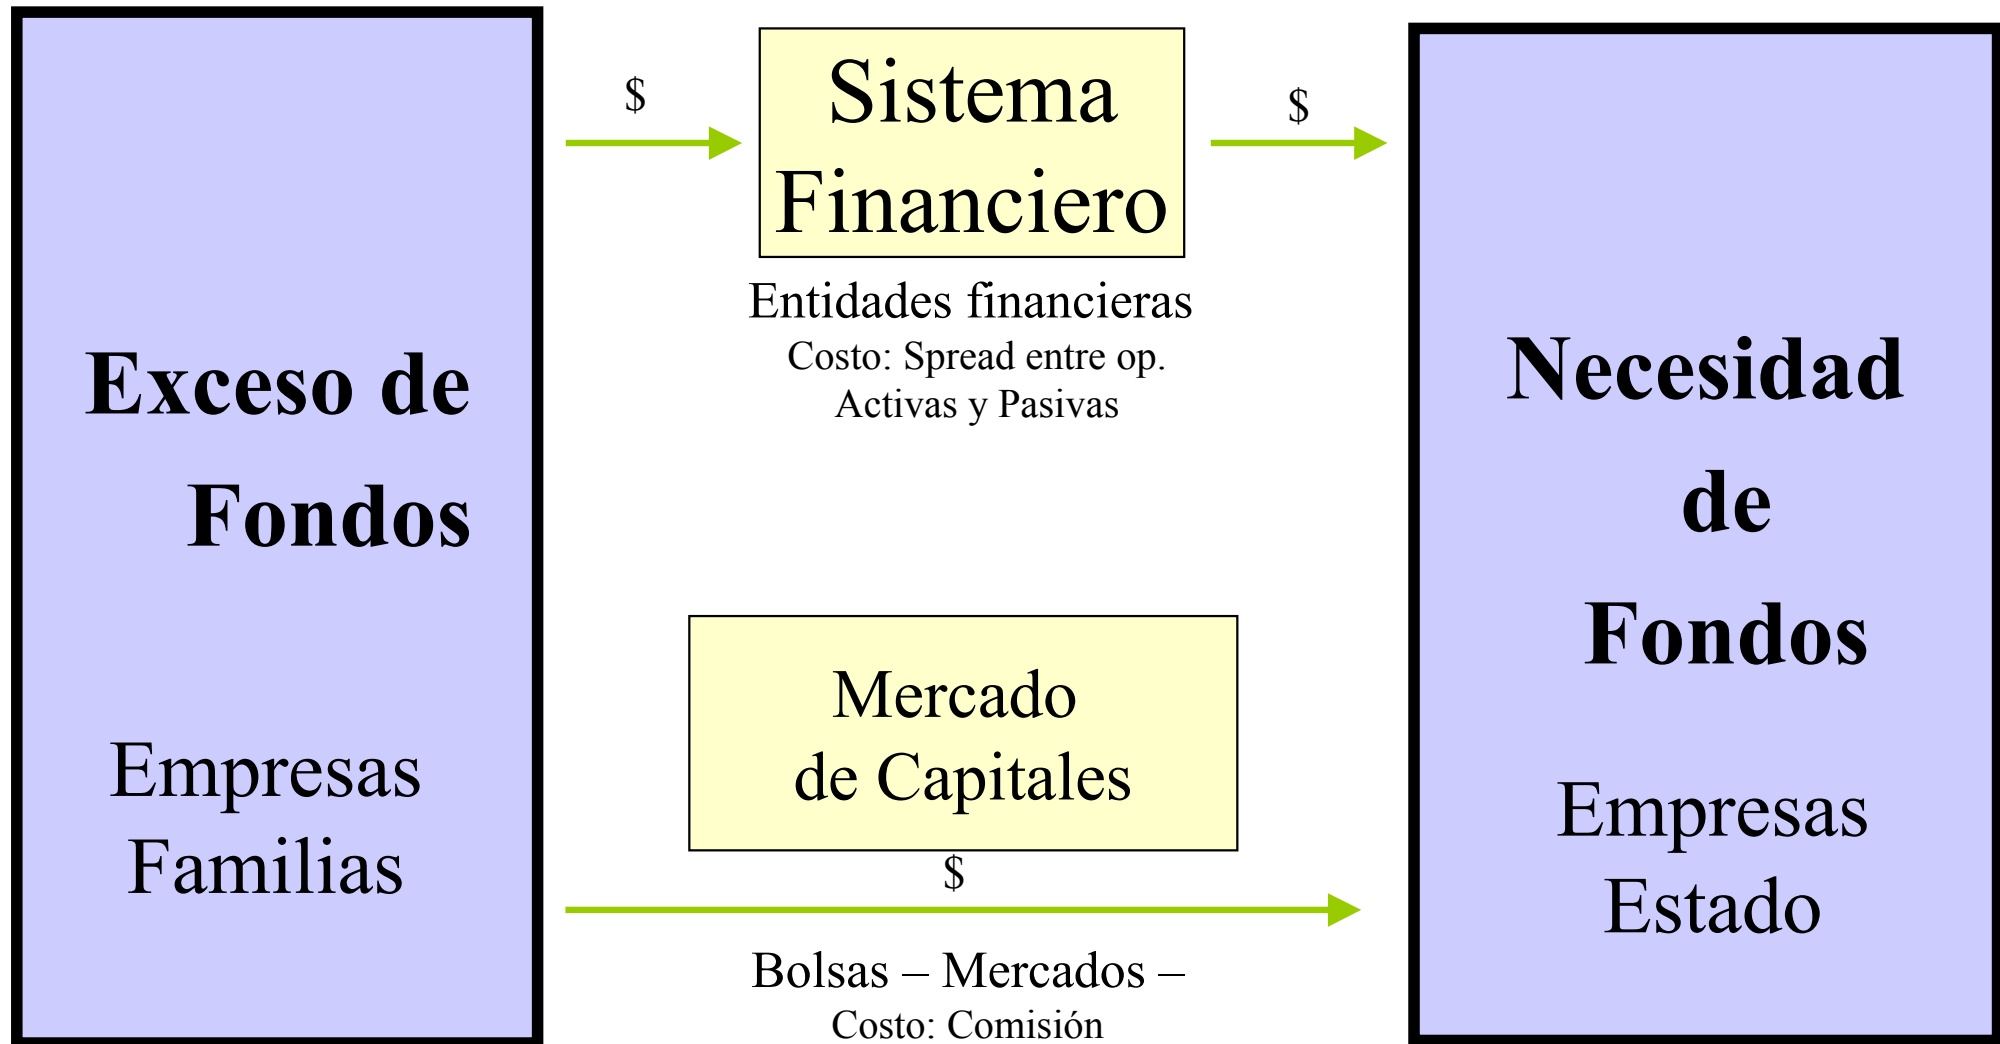 Exceso de
Fondos
Empresas
Familias
$
Sistema
Financiero
$
Entidades financieras
Costo: Spread entre op.
Activas y Pasivas
Mercado
de Capitales
$
Bolsas – Mercados –
Costo: Comisión
Necesidad
de
Fondos
Empresas
Estado